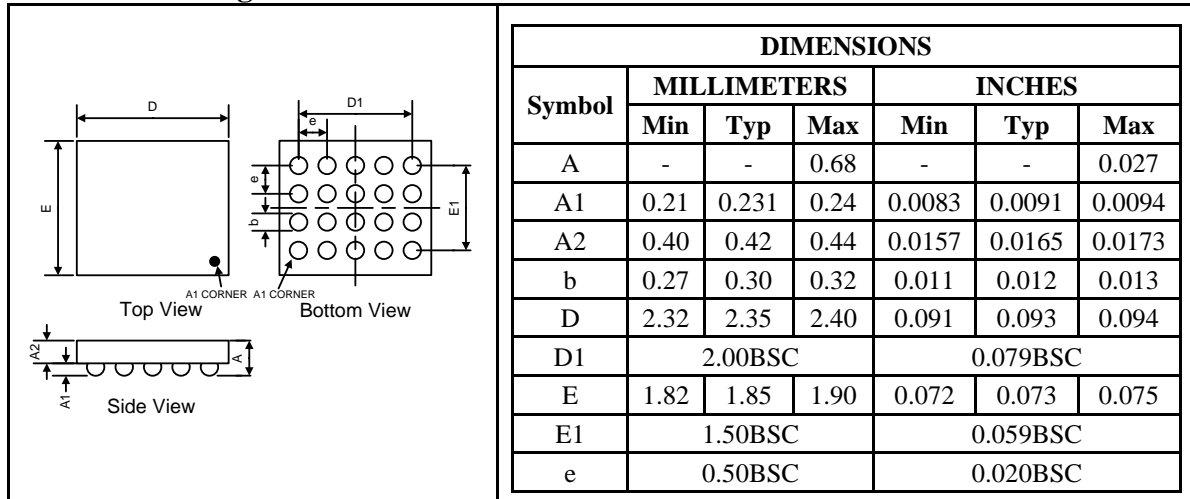 D
E
A1 CORNER
Top View
D1
e
e
b
E1
A1 CORNER
Bottom View
A2
A1
A
Side View
DIMENSIONS
Symbol MILLIMETERS INCHES
Min Typ Max Min Typ Max
A - - 0.68 - - 0.027
A1 0.21 0.231 0.24 0.0083 0.0091 0.0094
A2 0.40 0.42 0.44 0.0157 0.0165 0.0173
b 0.27 0.30 0.32 0.011 0.012 0.013
D 2.32 2.35 2.40 0.091 0.093 0.094
D1 2.00BSC 0.079BSC
E 1.82 1.85 1.90 0.072 0.073 0.075
E1 1.50BSC 0.059BSC
e 0.50BSC 0.020BSC